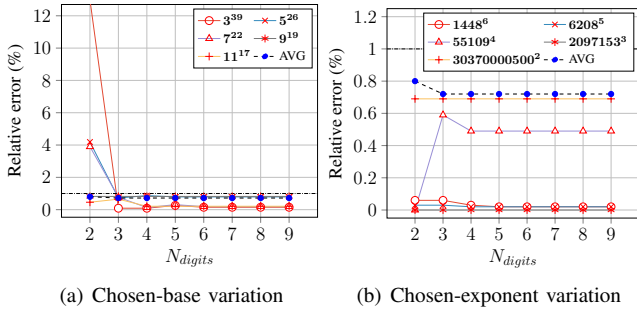 12
10
8
6
4
2
0
Relative error (%)
3^39 5^26
7^22 9^19
11^17 AVG
2 3 4 5 6 7 8 9
N_digits
(a) Chosen-base variation
1.2
1
0.8
0.6
0.4
0.2
0
Relative error (%)
1448^6 6208^5
55109^4 2097153^3
30370000500^2 AVG
2 3 4 5 6 7 8 9
N_digits
(b) Chosen-exponent variation